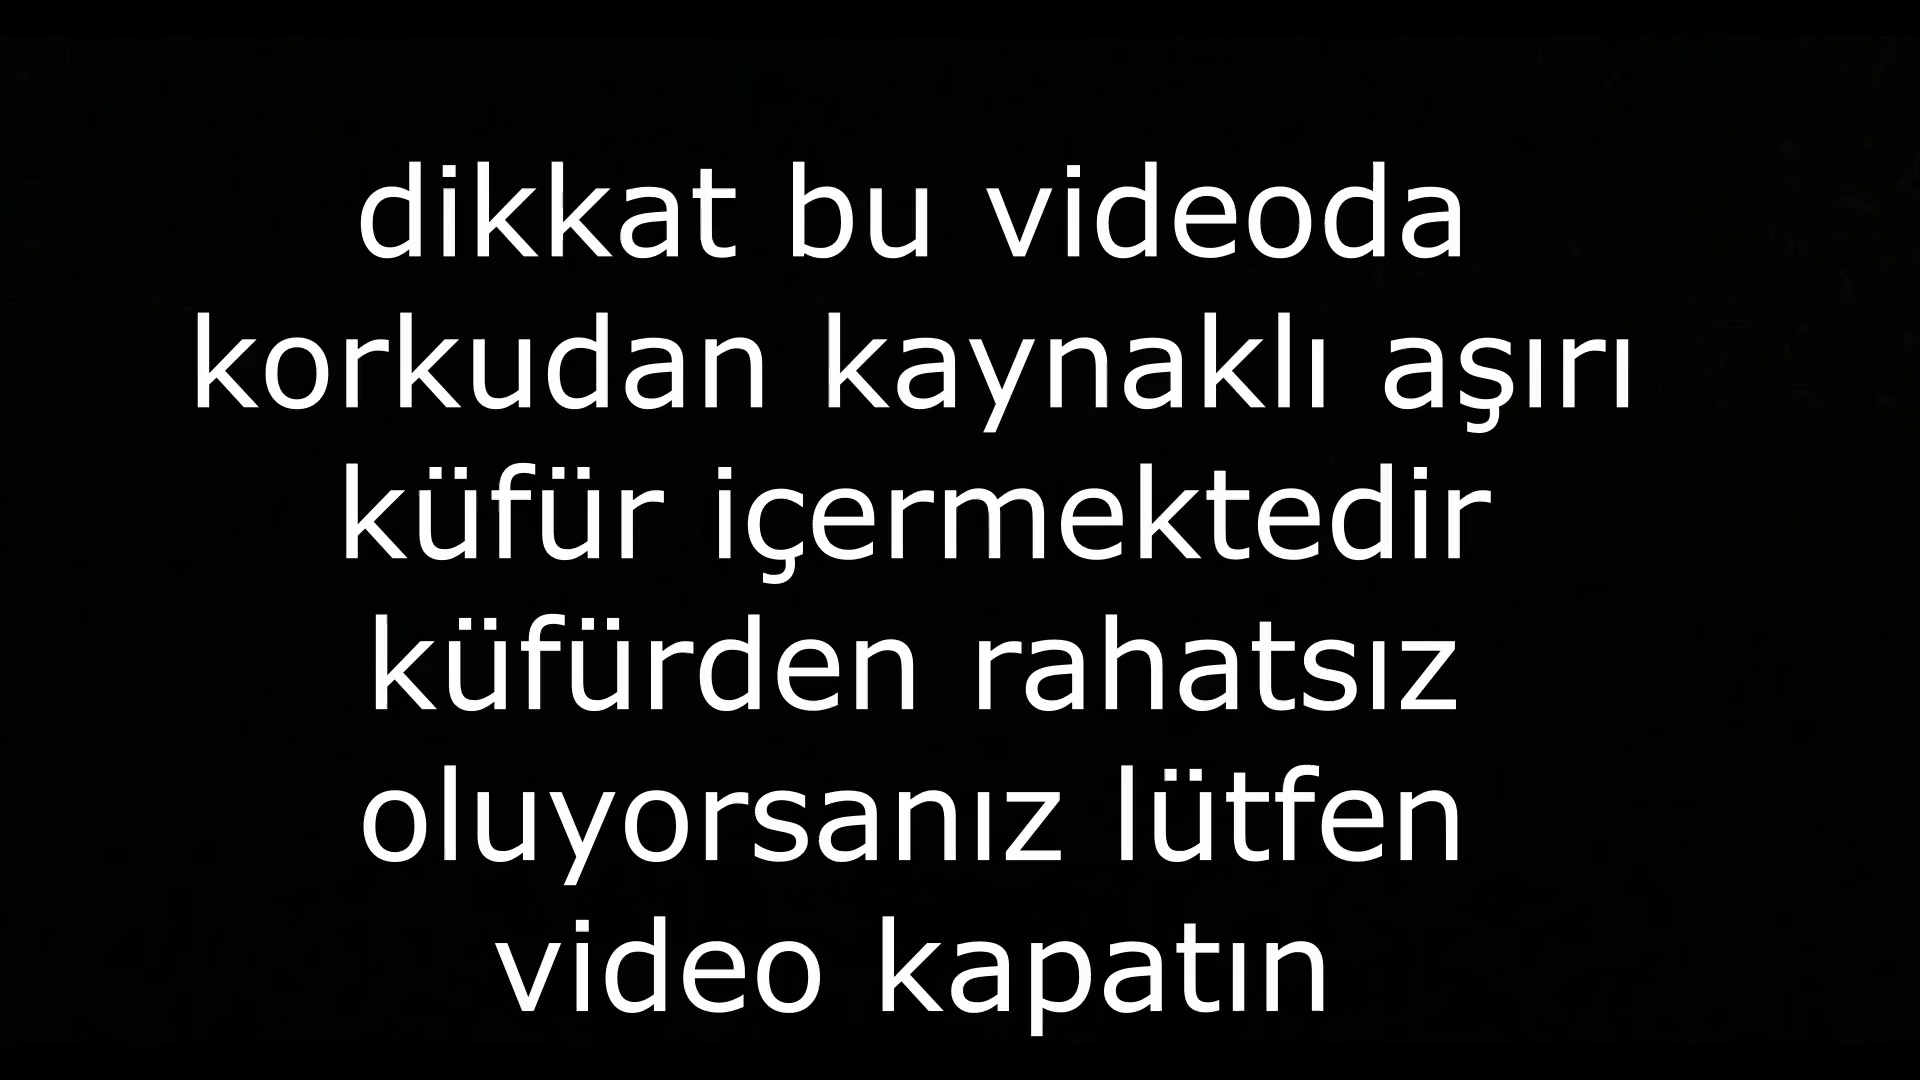 dikkat bu videoda
korkudan kaynaklı aşırı
küfür içermektedir
küfürden rahatsız
oluyorsanız lütfen
video kapatın